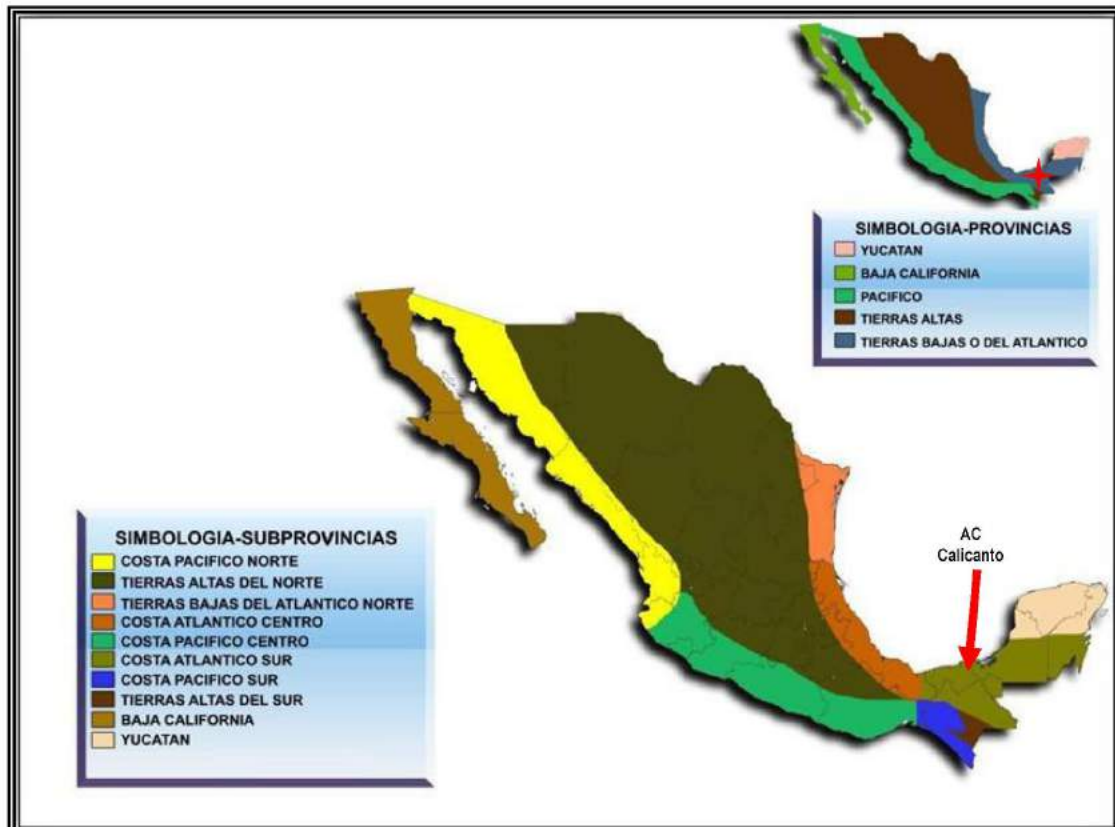 SIMBOLOGIA-PROVINCIAS
YUCATAN
BAJA CALIFORNIA
PACIFICO
TIERRAS ALTAS
TIERRAS BAJAS O DEL ATLANTICO
AC
Calicanto
SIMBOLOGIA-SUBPROVINCIAS
COSTA PACIFICO NORTE
TIERRAS ALTAS DEL NORTE
TIERRAS BAJAS DEL ATLANTICO NORTE
COSTA ATLANTICO CENTRO
COSTA PACIFICO CENTRO
COSTA ATLANTICO SUR
COSTA PACIFICO SUR
TIERRAS ALTAS DEL SUR
BAJA CALIFORNIA
YUCATAN